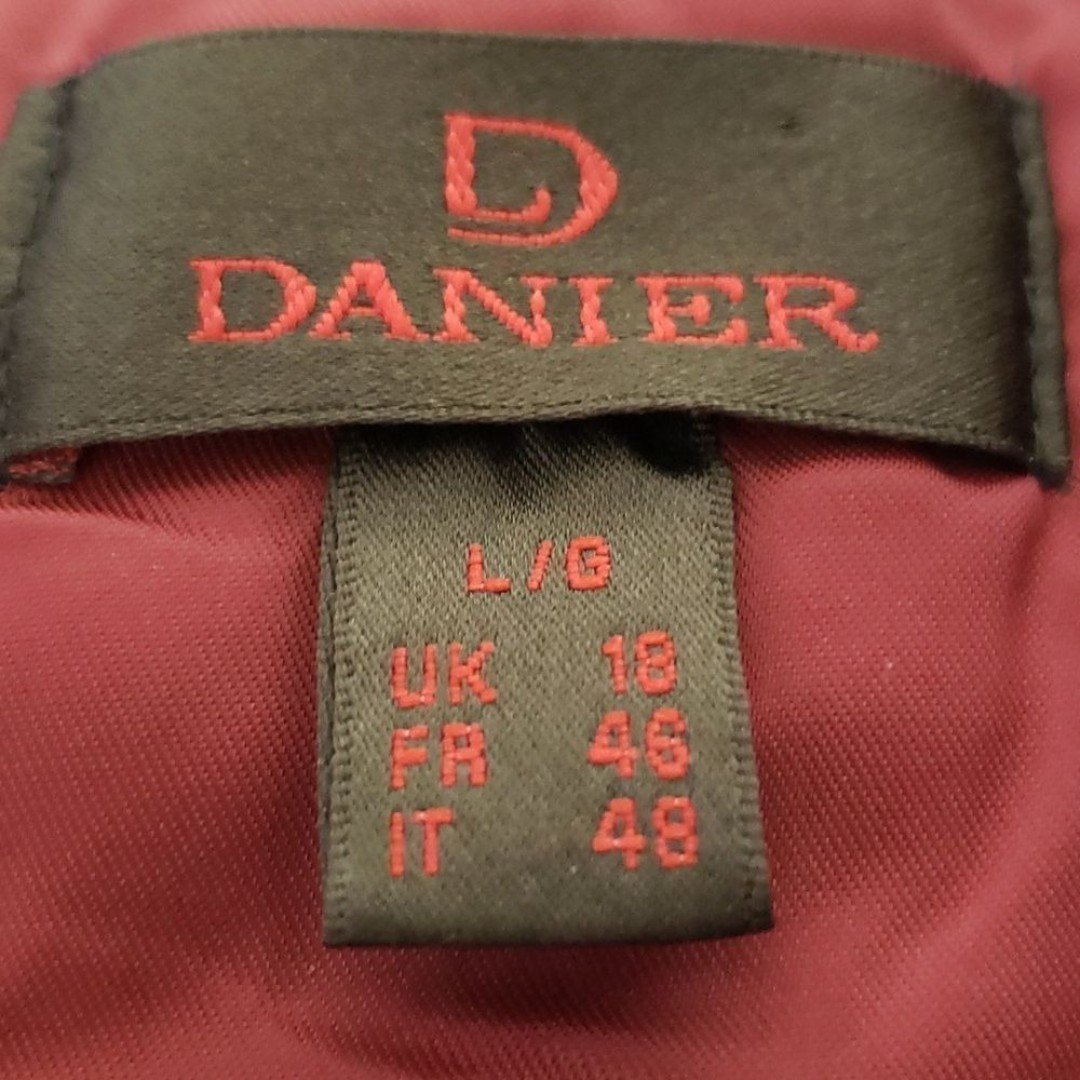 DANIER
L/G
UK 18
FR 46
IT 48